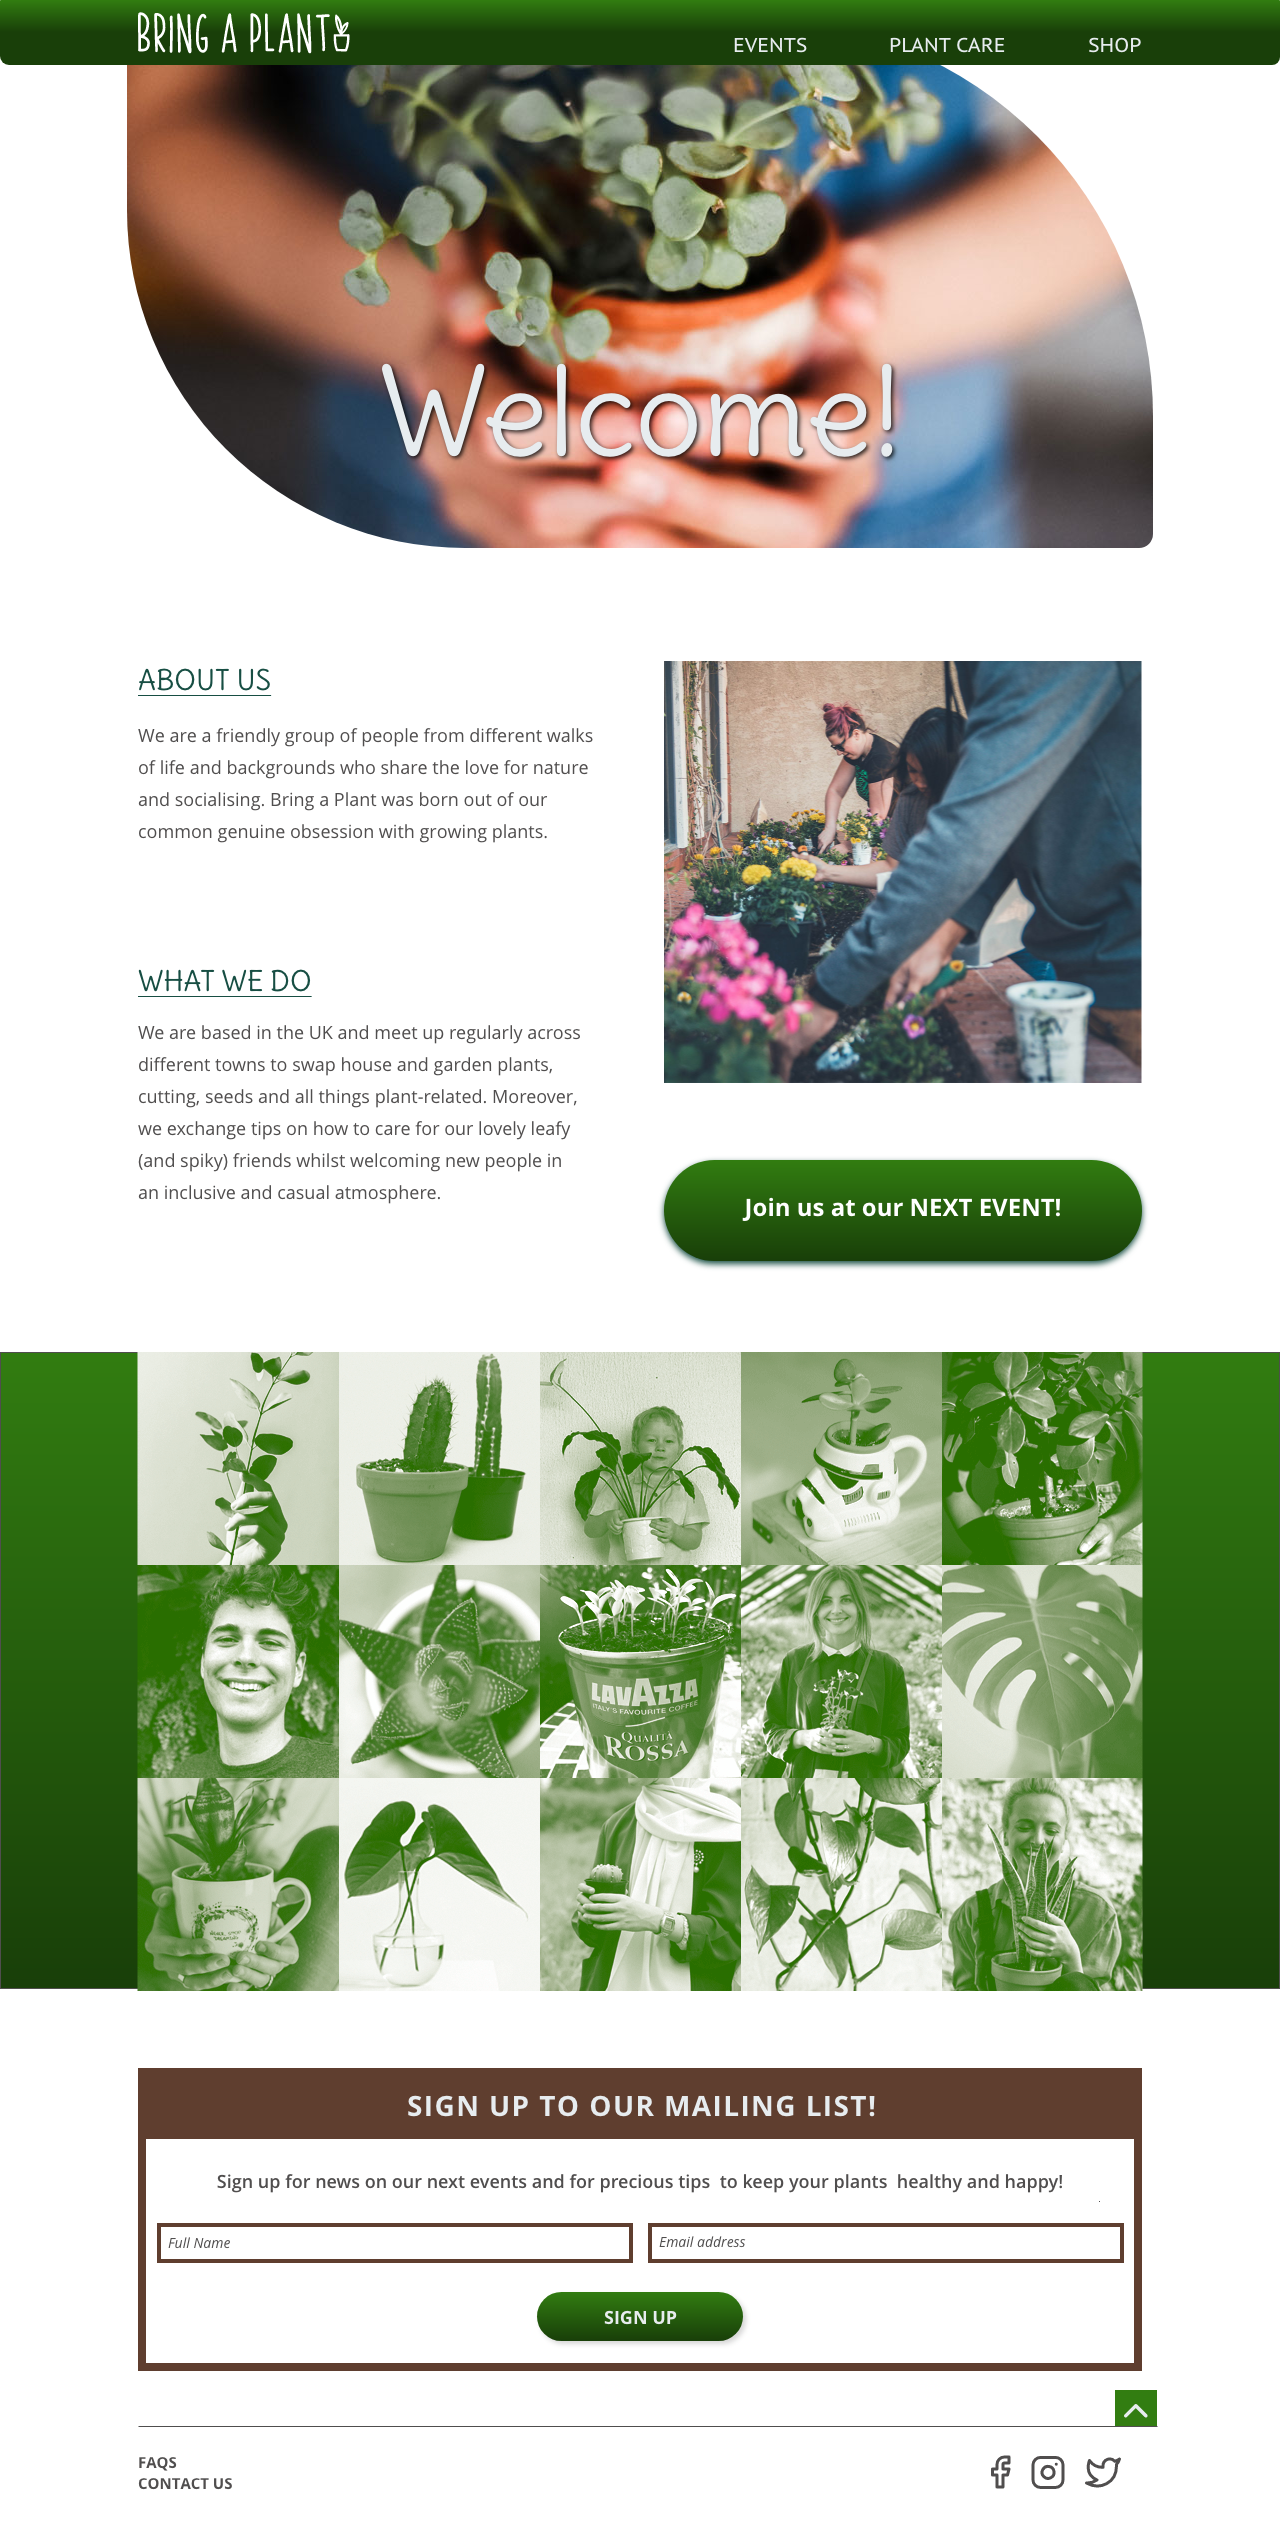 BRING A PLANT
EVENTS
PLANT CARE
SHOP
Welcome!
ABOUT US
We are a friendly group of people from different walks
of life and backgrounds who share the love for nature
and socialising. Bring a Plant was born out of our
common genuine obsession with growing plants.
WHAT WE DO
We are based in the UK and meet up regularly across
different towns to swap house and garden plants,
cutting, seeds and all things plant-related. Moreover,
we exchange tips on how to care for our lovely leafy
(and spiky) friends whilst welcoming new people in
an inclusive and casual atmosphere.
Join us at our NEXT EVENT!
LAVAZZA
ITALY'S FAVOURITE COFFEE
QUALITÀ
ROSSA
SIGN UP TO OUR MAILING LIST!
Sign up for news on our next events and for precious tips to keep your plants healthy and happy!
Full Name
Email address
SIGN UP
FAQS
CONTACT US